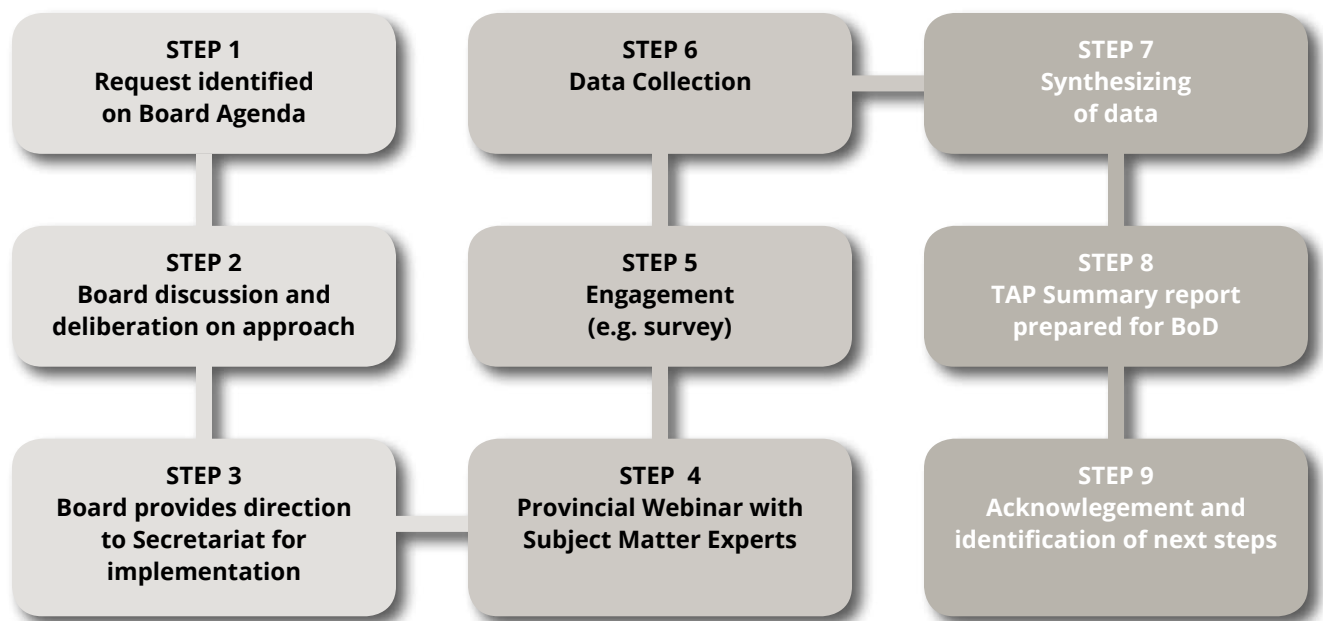 STEP 1
Request identified
on Board Agenda
STEP 2
Board discussion and
deliberation on approach
STEP 3
Board provides direction
to Secretariat for
implementation
STEP 4
Provincial Webinar with
Subject Matter Experts
STEP 5
Engagement
(e.g. survey)
STEP 6
Data Collection
STEP 7
Synthesizing
of data
STEP 8
TAP Summary report
prepared for BoD
STEP 9
Acknowlegement and
identification of next steps